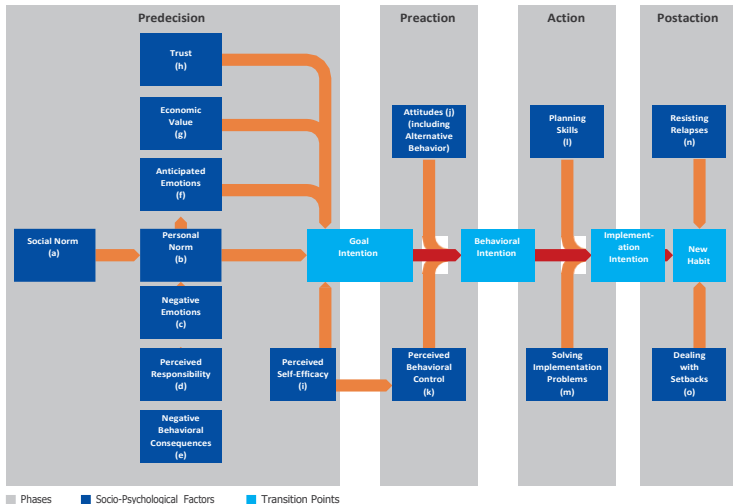 Predecision
Preaction
Action
Postaction
Trust
(h)
Economic
Value
(g)
Anticipated
Emotions
(f)
Social Norm
(a)
Personal
Norm
(b)
Negative
Emotions
(c)
Perceived
Responsibility
(d)
Negative
Behavioral
Consequences
(e)
Goal
Intention
Perceived
Self-Efficacy
(i)
Attitudes (j)
(including
Alternative
Behavior)
Perceived
Behavioral
Control
(k)
Behavioral
Intention
Planning
Skills
(l)
Solving
Implementation
Problems
(m)
Implement-
ation
Intention
Resisting
Relapses
(n)
New
Habit
Dealing
with
Setbacks
(o)
Phases
Socio-Psychological Factors
Transition Points